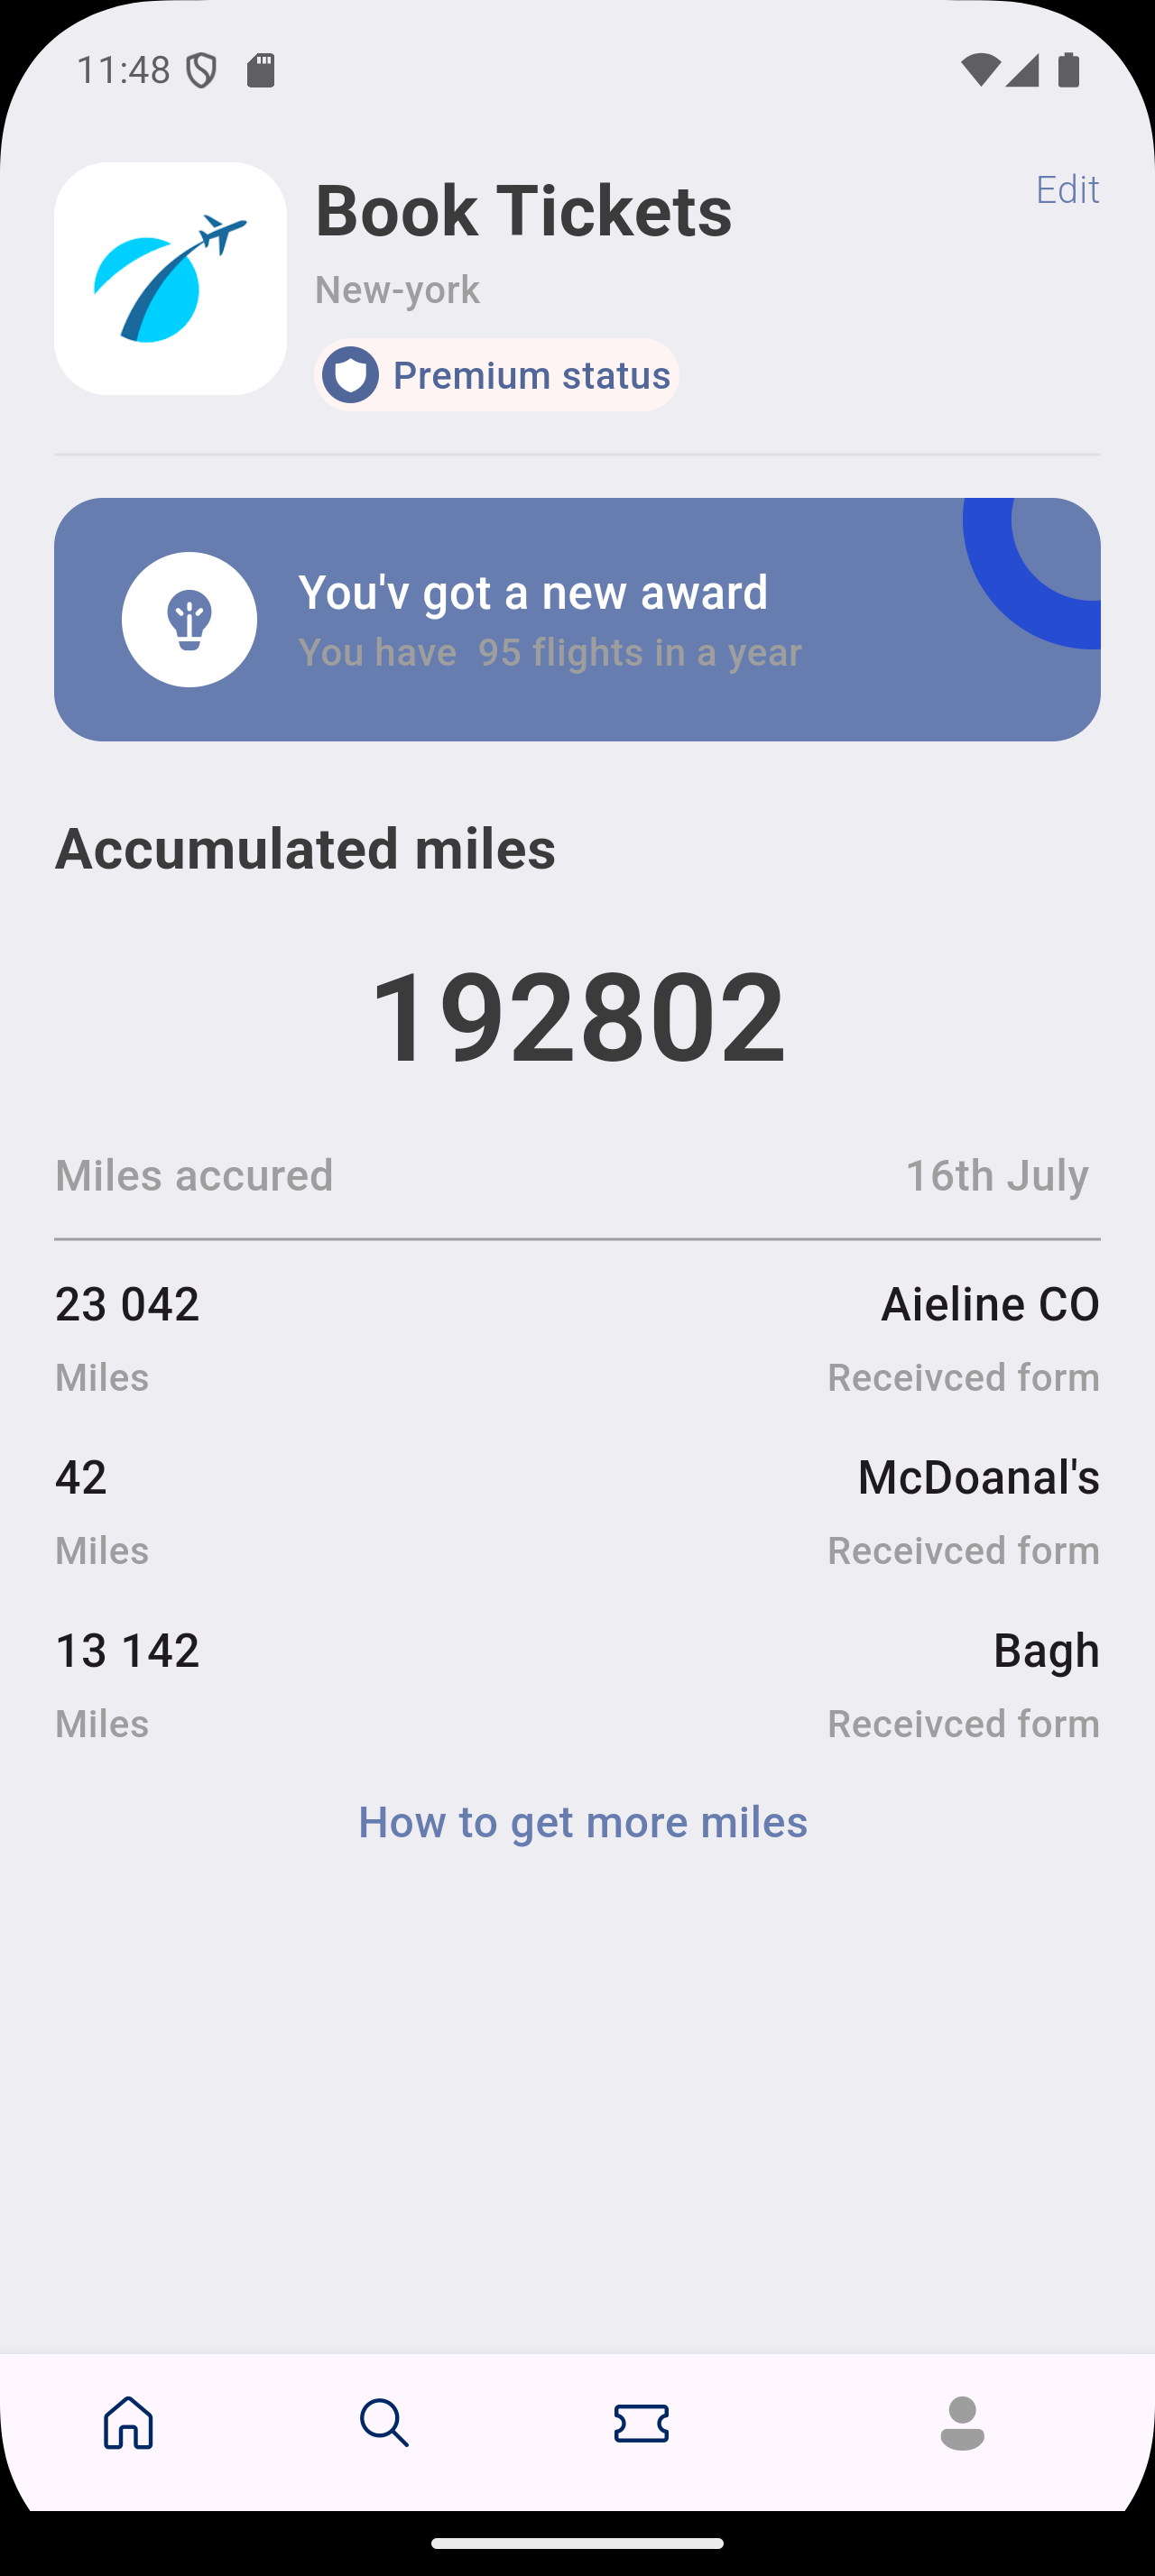 11:48
Book Tickets
Edit
New-york
Premium status
You'v got a new award
You have  95 flights in a year
Accumulated miles
192802
Miles accured 16th July
23 042 Aieline CO
Miles Receivced form
42 McDoanal's
Miles Receivced form
13 142 Bagh
Miles Receivced form
How to get more miles